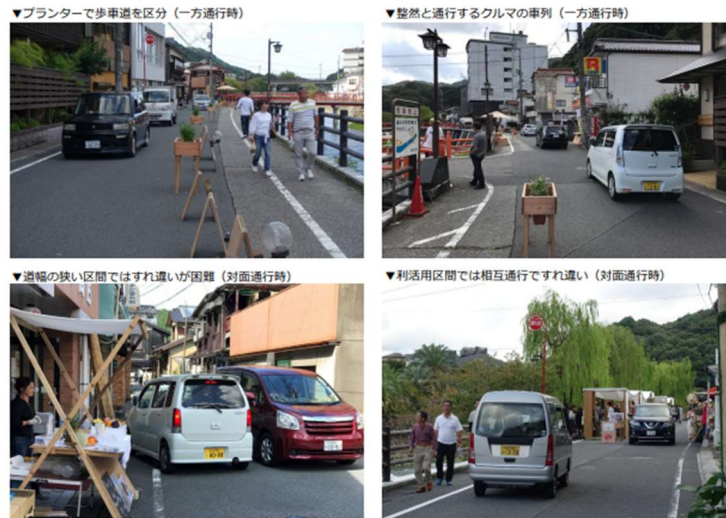 ▼プランターで歩車道を区分（一方通行時）
▼整然と通行するクルマの車列（一方通行時）
▼道幅の狭い区間ではすれ違いが困難（対面通行時）
▼利活用区間では相互通行ですれ違い（対面通行時）